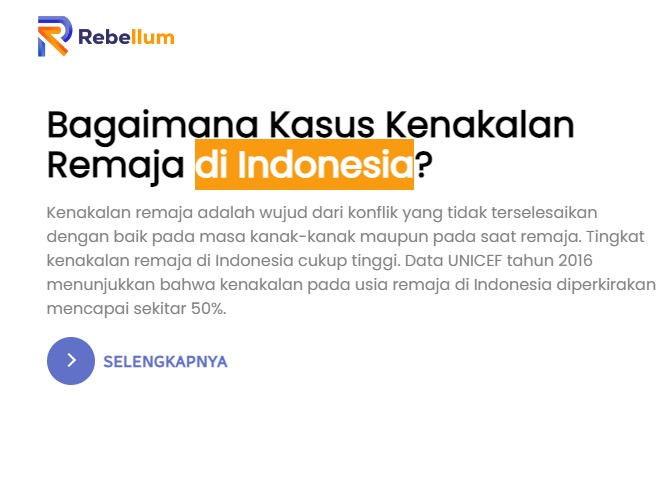 Rebellum
Bagaimana Kasus Kenakalan
Remaja di Indonesia?
Kenakalan remaja adalah wujud dari konflik yang tidak terselesaikan
dengan baik pada masa kanak-kanak maupun pada saat remaja. Tingkat
kenakalan remaja di Indonesia cukup tinggi. Data UNICEF tahun 2016
menunjukkan bahwa kenakalan pada usia remaja di Indonesia diperkirakan
mencapai sekitar 50%.
SELENGKAPNYA